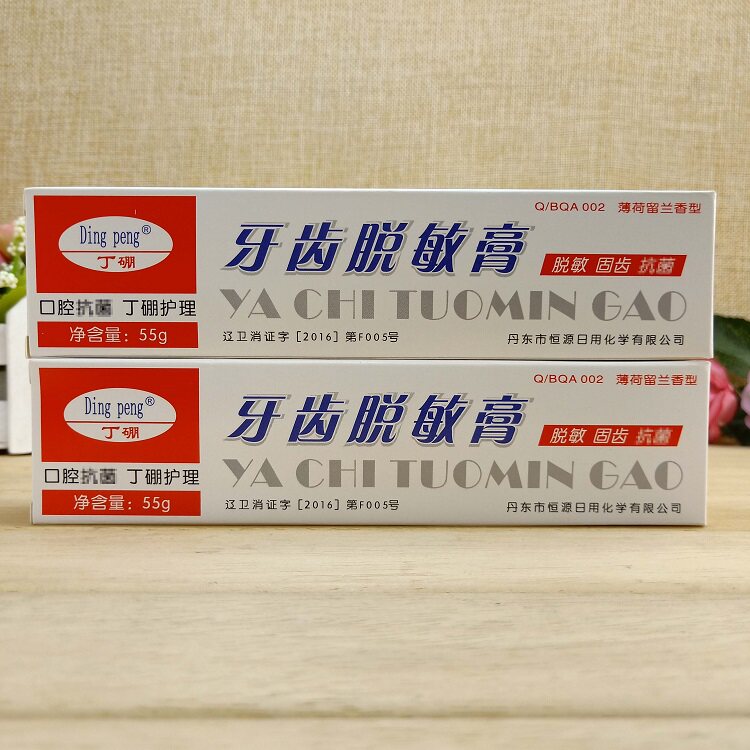 Q/BQA 002 薄荷留兰香型
Ding peng®
丁硼
牙齿脱敏膏
脱敏 固齿 抗菌
YA CHI TUOMIN GAO
口腔抗菌 丁硼护理
净含量：55g
辽卫消证字［2016］第F005号
丹东市恒源日用化学有限公司
Q/BQA 002 薄荷留兰香型
Ding peng®
丁硼
牙齿脱敏膏
脱敏 固齿 抗菌
YA CHI TUOMIN GAO
口腔抗菌 丁硼护理
净含量：55g
辽卫消证字［2016］第F005号
丹东市恒源日用化学有限公司